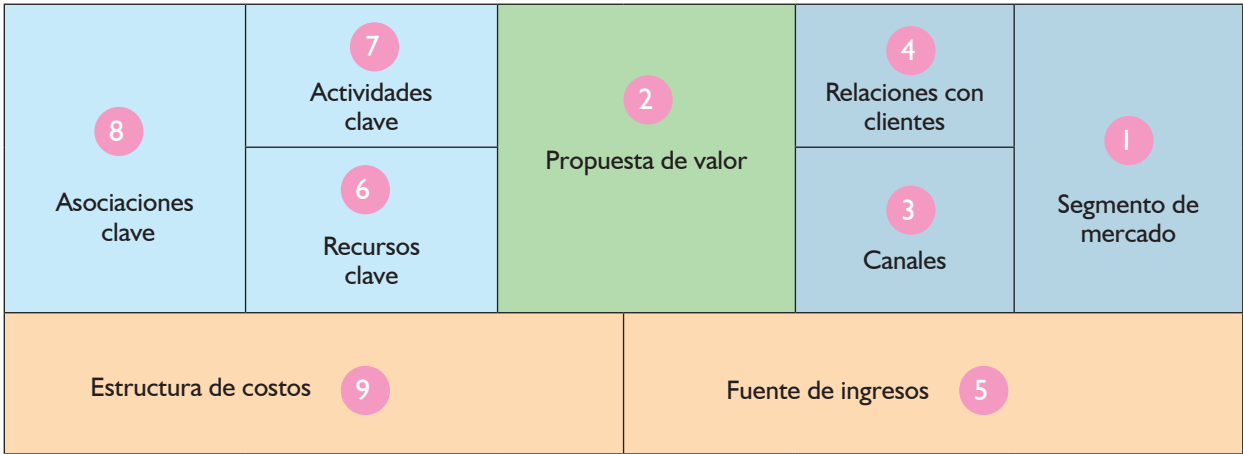 8
Asociaciones
clave
7
Actividades
clave
6
Recursos
clave
2
Propuesta de valor
4
Relaciones con
clientes
3
Canales
1
Segmento de
mercado
Estructura de costos 9
Fuente de ingresos 5